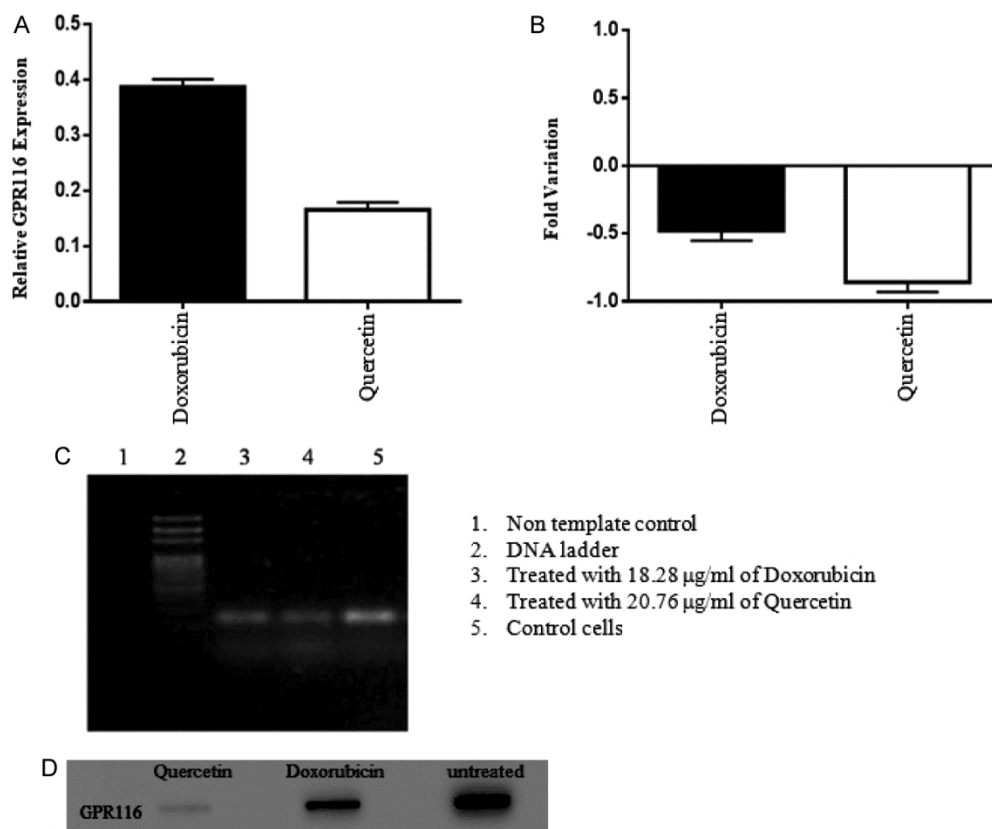 A
Relative GPR116 Expression
0.5
0.4
0.3
0.2
0.1
0.0
Doxorubicin
Quercetin
B
Fold Variation
1.0
0.5
0.0
-0.5
-1.0
Doxorubicin
Quercetin
C
1 2 3 4 5
1. Non template control
2. DNA ladder
3. Treated with 18.28 µg/ml of Doxorubicin
4. Treated with 20.76 µg/ml of Quercetin
5. Control cells
D
Quercetin Doxorubicin untreated
GPR116